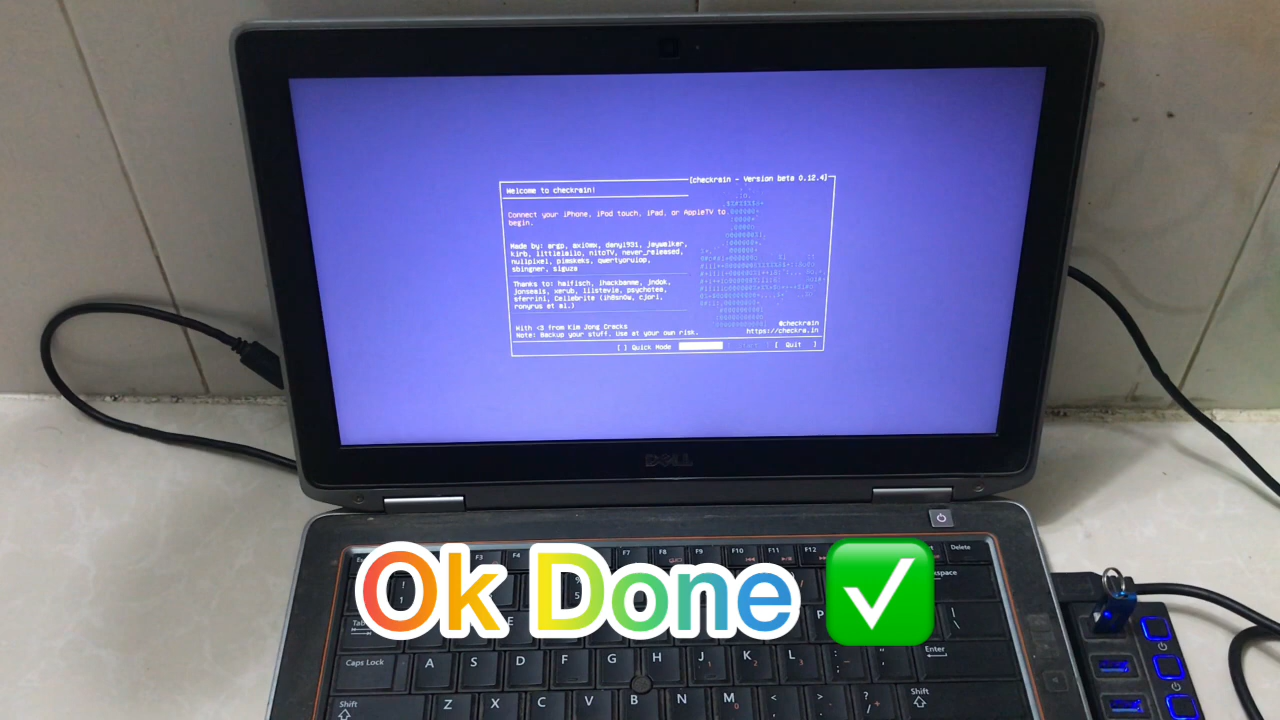 [checkra1n - Version beta 0.12.4]
Welcome to checkra1n!
Connect your iPhone, iPod touch, iPad, or AppleTV to
begin.
Made by: argp, axi0mx, danyl931, jaywalker,
kirb, littlelailo, nitoTV, never_released,
nullpixel, pimskeks, qwertyoruiop,
sbingner, siguza
Thanks to: haifisch, ihackbanme, jndok,
jonseals, xerub, lilstevie, psychotea,
sferrini, Cellebrite (ih8sn0w, cjori,
ronyrus et al.)
With <3 from Kim Jong Cracks
Note: Backup your stuff. Use at your own risk.
@checkra1n
https://checkra.in
[ ] Quick Mode [ Quit ]
DELL
F3 F4 F7 F8 F9 F10 F11 F12 Delete
Ok Done ✅
Tab E P
Caps Lock A S D F G H J K L Enter
Shift Z X C V B N M Shift